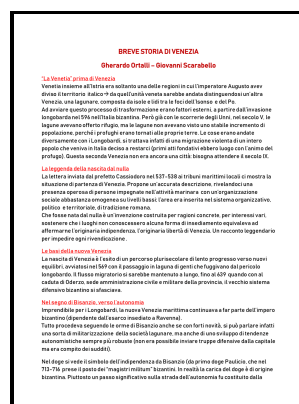 BREVE STORIA DI VENEZIA
Gherardo Ortalli – Giovanni Scarabello
"La Venetia" prima di Venezia
Venetia insieme all'Istria era soltanto una delle regioni in cui l'imperatore Augusto avev
diviso il territorio italico → da quell'unità veneta sarebbe andata distinguendosi un'altra
Venezia, una lagunare, composta da isole e lidi tra le foci dell'Isonzo e del Po.
Ad avviare questo processo di trasformazione erano fattori esterni, a partire dall'invasione
longobarda nel 596 nell'Italia bizantina. Però già con le scorrerie degli Unni, nel secolo V, le
lagune avevano offerto rifugio, ma le lagune non avevano visto uno stabile incremento di
popolazione, perché i profughi erano tornati alle proprie terre. Le cose erano andate
diversamente con i Longobardi, si trattava infatti di una migrazione violenta di un intero
popolo che veniva in Italia deciso a restarci (primi atti fondativi ebbero luogo con l'animo del
profugo). Questa seconda Venezia non era ancora una città: bisogna attendere il secolo IX.
La leggenda della nascita dal nulla
La lettera inviata dal prefetto Cassiodoro nel 537-538 ai tribuni marittimi locali ci mostra la
situazione di partenza di Venezia. Propone un'accurata descrizione, rivelandoci una
presenza operosa di persone impegnate nell'attività marinara con un'organizzazione
sociale abbastanza omogenea su livelli bassi; l'area era inserita nel sistema organizzativo,
politico e territoriale, di tradizione romana.
Che fosse nata dal nulla è un'invenzione costruita per ragioni concrete, per interessi vari,
sostenere che i luoghi non conoscessero alcuna forma di insediamento equivaleva ad
affermarne l'originaria indipendenza, l'originaria libertà di Venezia. Un racconto leggendario
per impedire ogni rivendicazione.
Le basi della nuova Venezia
La nascita di Venezia è l'esito di un percorso plurisecolare di lento progresso verso nuovi
equilibri, avviatosi nel 569 con il passaggio in laguna di genti che fuggivano dal pericolo
longobardo. Il flusso migratorio si sarebbe mantenuto a lungo, fino al 639 quando con al
caduta di Oderzo, sede amministrazione civile e militare della provincia, il vecchio sistema
difensivo bizantino si sfasciava.
Nel segno di Bisanzio, verso l'autonomia
Imprendibile per i Longobardi, la nuova Venezia marittima continuava a far parte dell'impero
bizantino (dipendente dall'esarco insediato a Ravenna).
Tutto procedeva seguendo le orme di Bisanzio anche se con forti novità, si può parlare infatti
una sorta di militarizzazione della società lagunare, ma anche di uno sviluppo di tendenze
autonomistiche sempre più robuste (non era possibile inviare truppe difensive dalla capitale
ma era compito dei sudditi).
Nel doge si vede il simbolo dell'indipendenza da Bisanzio (da primo doge Paulicio, che nel
713-716 prese il posto dei "magistri militum" bizantini. In realtà la carica del doge è di origine
bizantina. Piuttosto un passo significativo sulla strada dell'autonomia fu costituito dalla